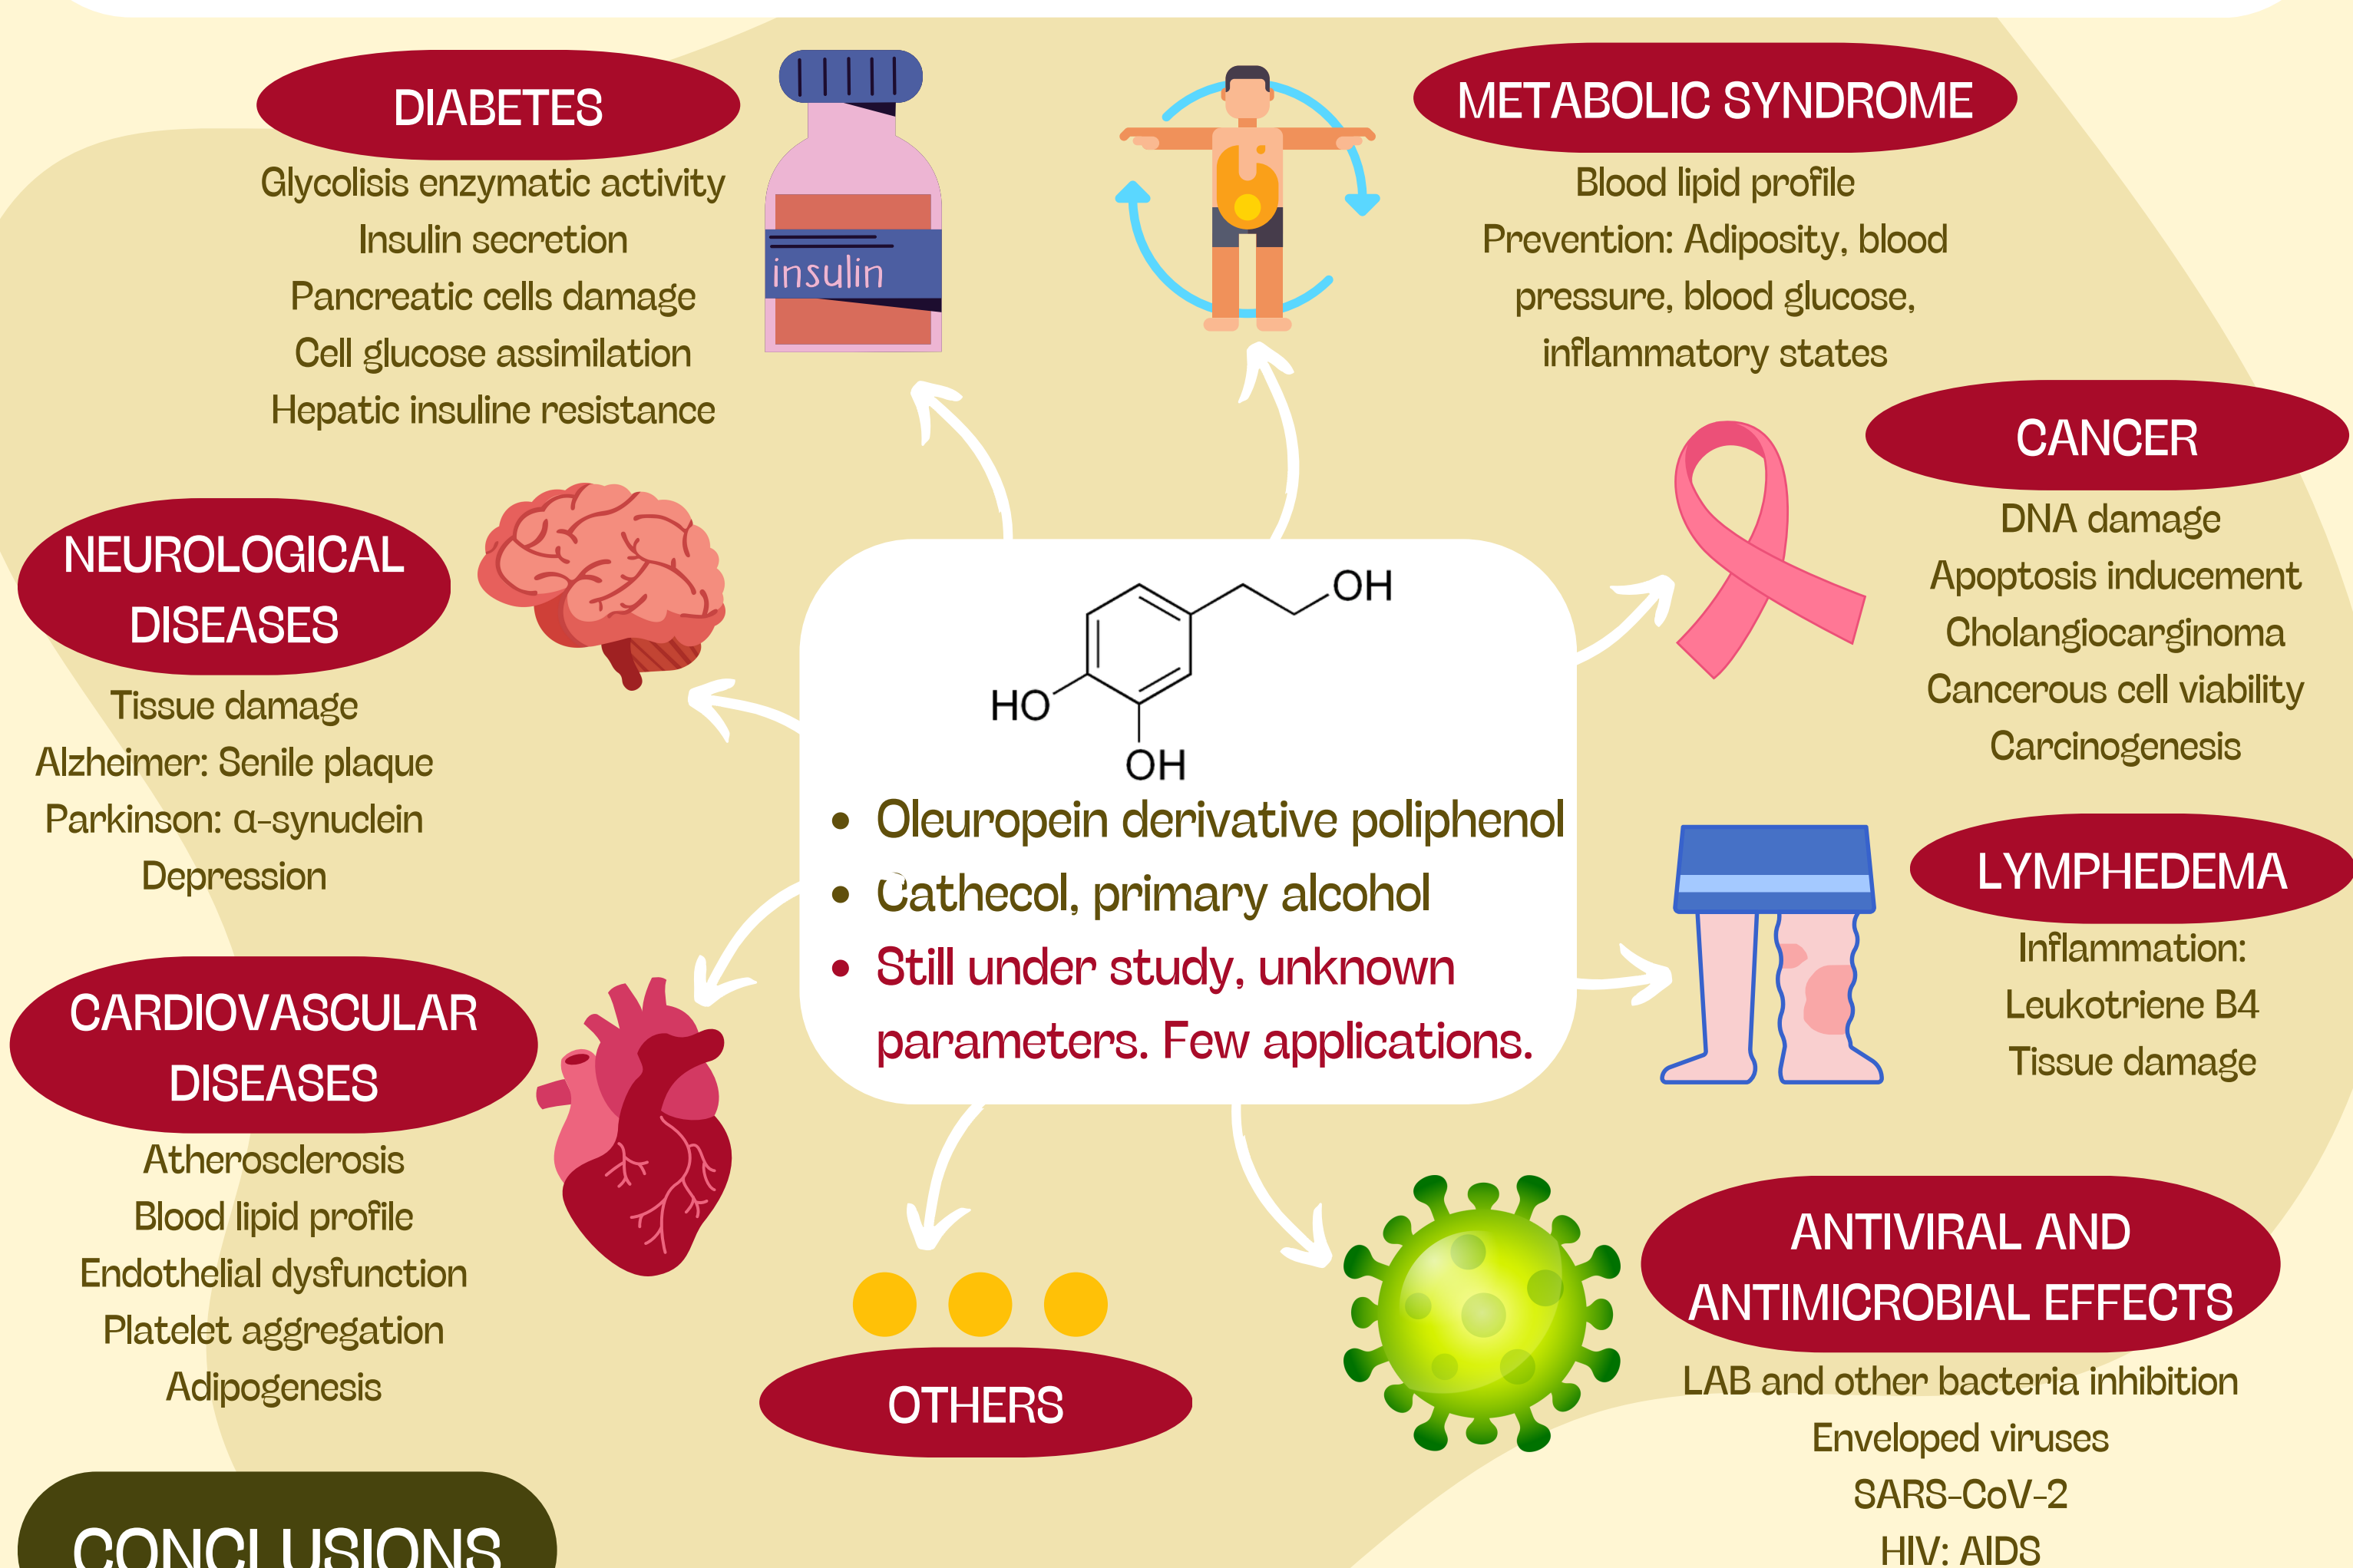 DIABETES
Glycolisis enzymatic activity
Insulin secretion
Pancreatic cells damage
Cell glucose assimilation
Hepatic insuline resistance
insulin
METABOLIC SYNDROME
Blood lipid profile
Prevention: Adiposity, blood
pressure, blood glucose,
inflammatory states
CANCER
DNA damage
Apoptosis inducement
Cholangiocarginoma
Cancerous cell viability
Carcinogenesis
NEUROLOGICAL
DISEASES
Tissue damage
Alzheimer: Senile plaque
Parkinson: α-synuclein
Depression
OH
HO
OH
• Oleuropein derivative poliphenol
• Cathecol, primary alcohol
• Still under study, unknown
parameters. Few applications.
LYMPHEDEMA
Inflammation:
Leukotriene B4
Tissue damage
CARDIOVASCULAR
DISEASES
Atherosclerosis
Blood lipid profile
Endothelial dysfunction
Platelet aggregation
Adipogenesis
OTHERS
ANTIVIRAL AND
ANTIMICROBIAL EFFECTS
LAB and other bacteria inhibition
Enveloped viruses
SARS-CoV-2
HIV: AIDS
CONCLUSIONS